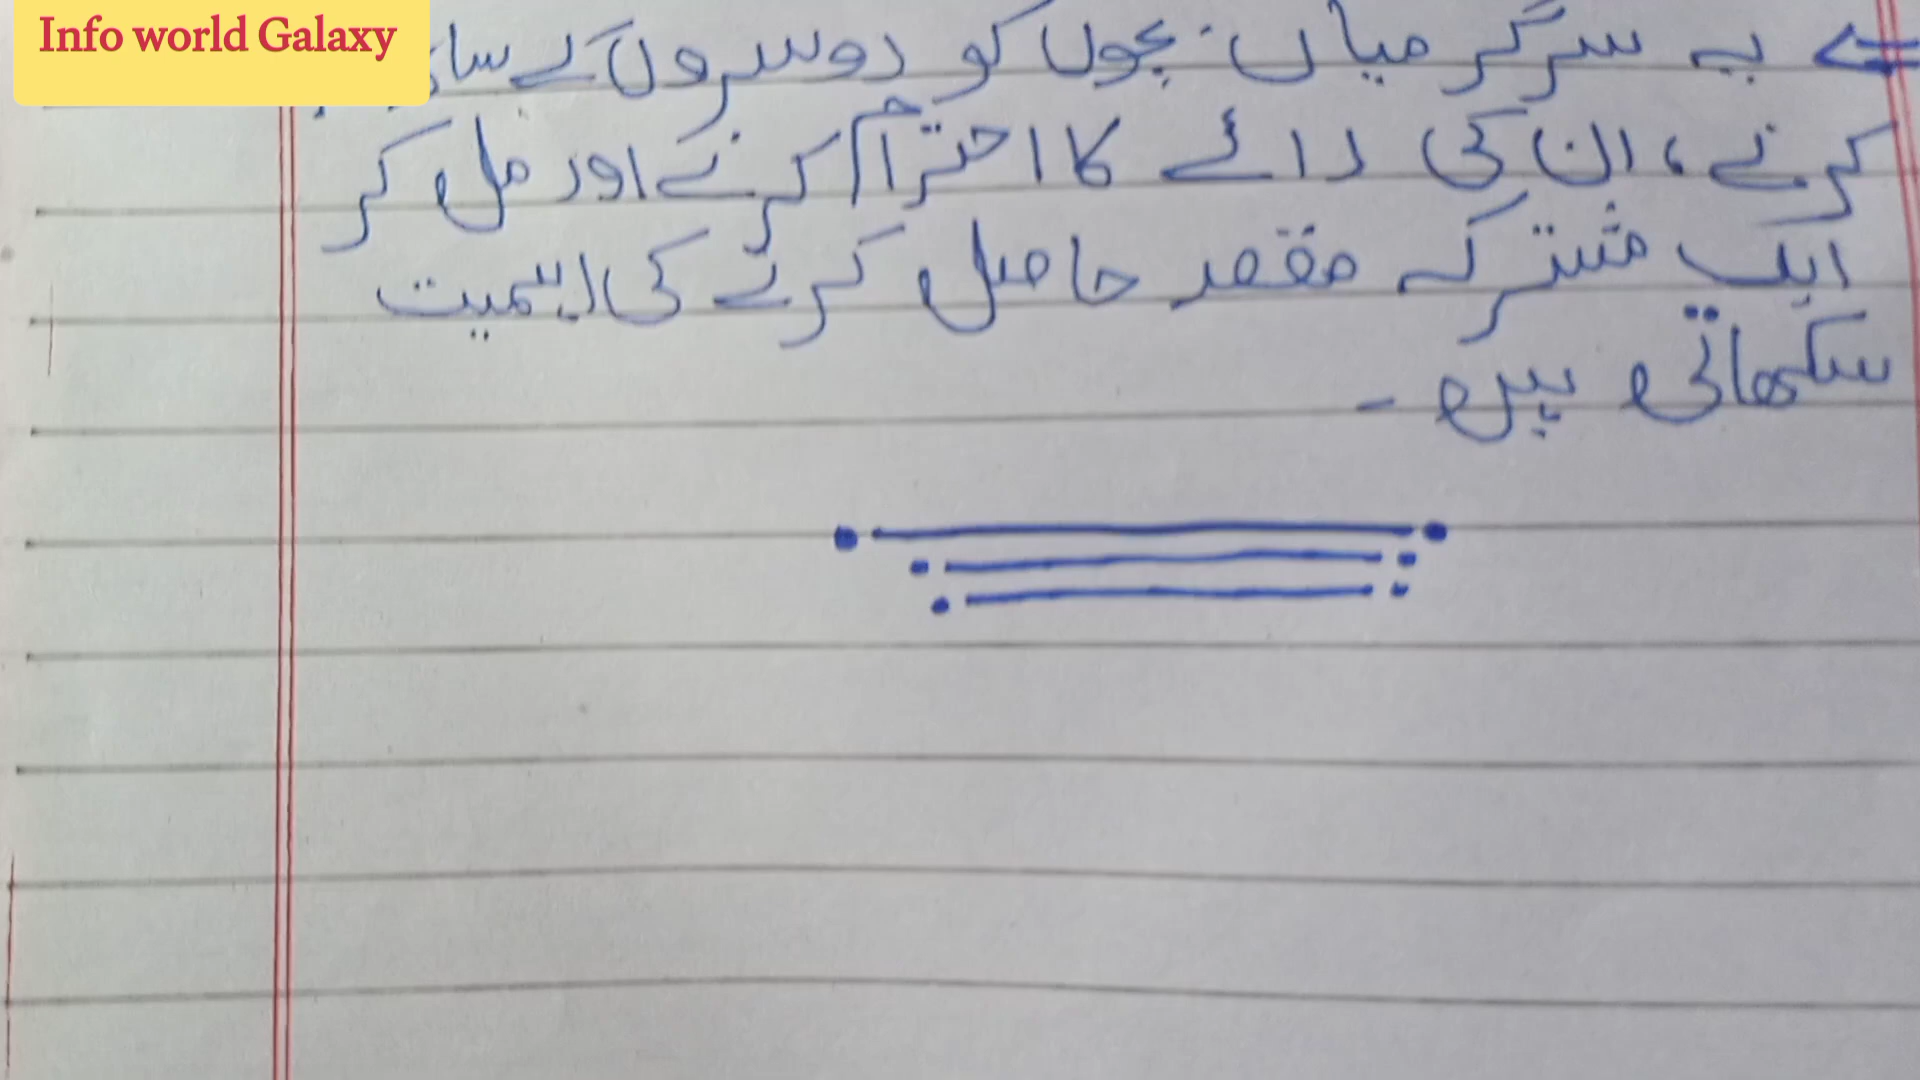 Info world Galaxy
یہ سرگرمیاں بچوں کو دوسروں کے
کرنے، ان کی رائے کا احترام کرنے اور مل کر
ایک مشترکہ مقصد حاصل کرنے کی اہمیت
سکھاتی ہیں -